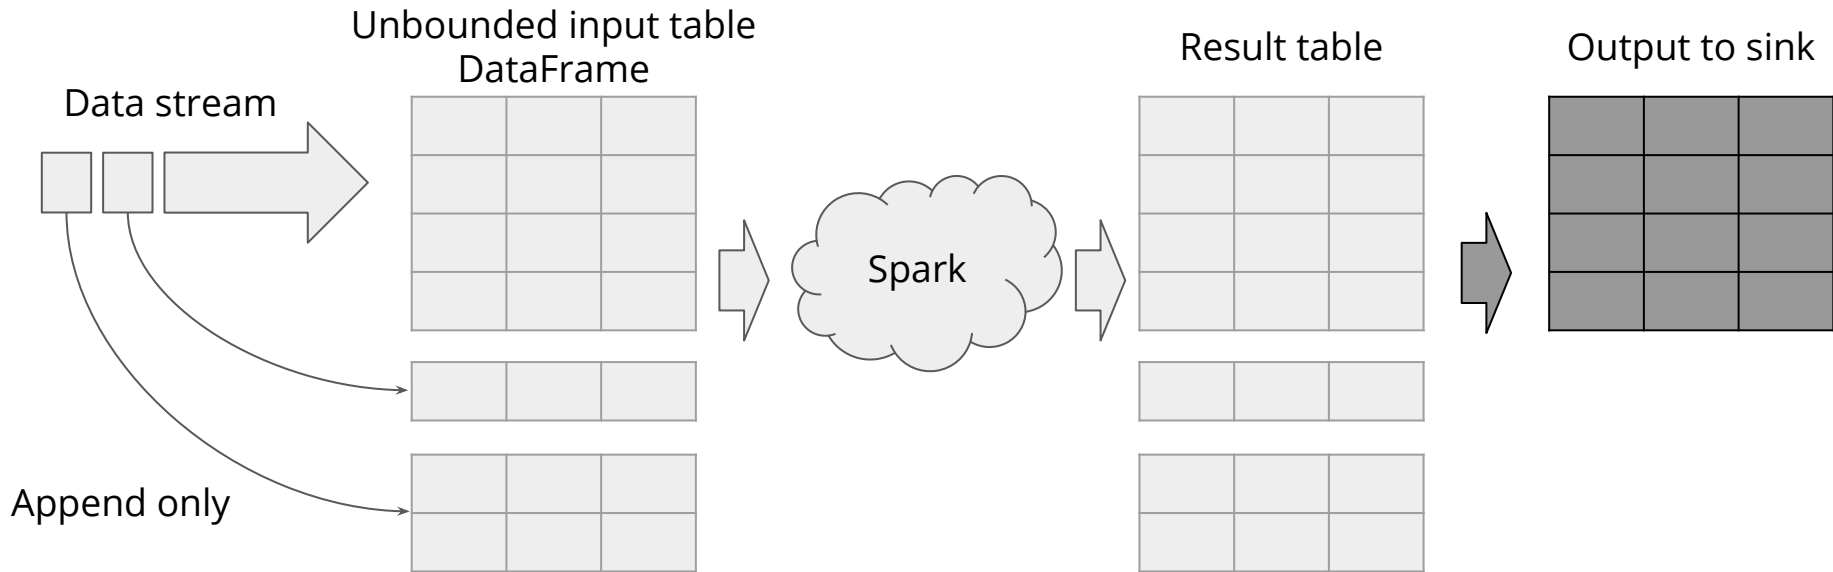 Unbounded input table
DataFrame
Result table
Output to sink
Data stream
Spark
Append only